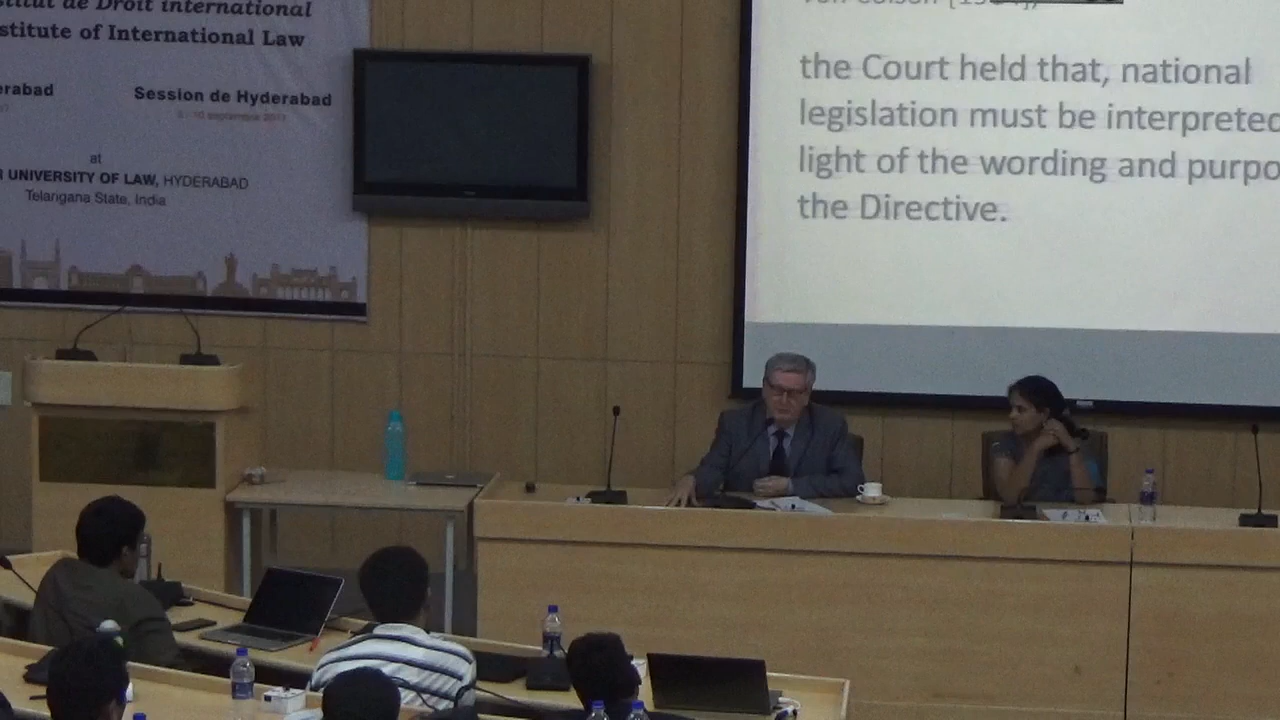 de Droit international
stitute of International Law
erabad
Session de Hyderabad
at
UNIVERSITY OF LAW, HYDERABAD
Telangana State, India
the Court held that, national
legislation must be interpreted
light of the wording and purpo
the Directive.